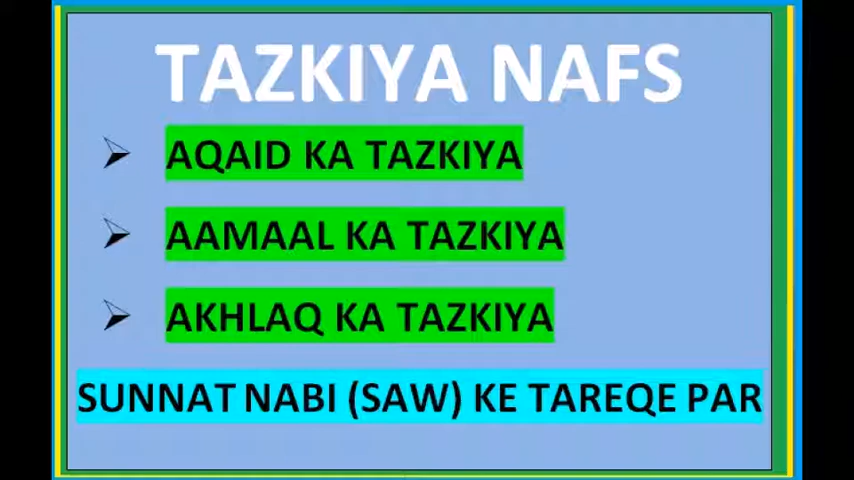 TAZKIYA NAFS
AQAID KA TAZKIYA
AAMAAL KA TAZKIYA
AKHLAQ KA TAZKIYA
SUNNAT NABI (SAW) KE TAREQE PAR